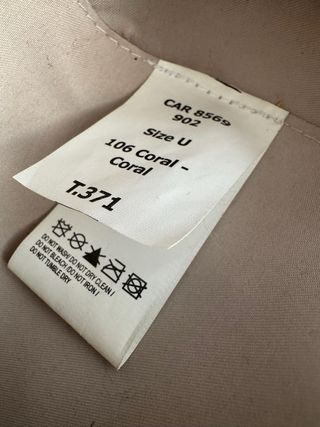 CAR 8569
902
Size U
106 Coral –
Coral
T.371
DO NOT WASH/ DO NOT DRY CLEAN /
DO NOT BLEACH /DO NOT IRON /
DO NOT TUMBLE DRY